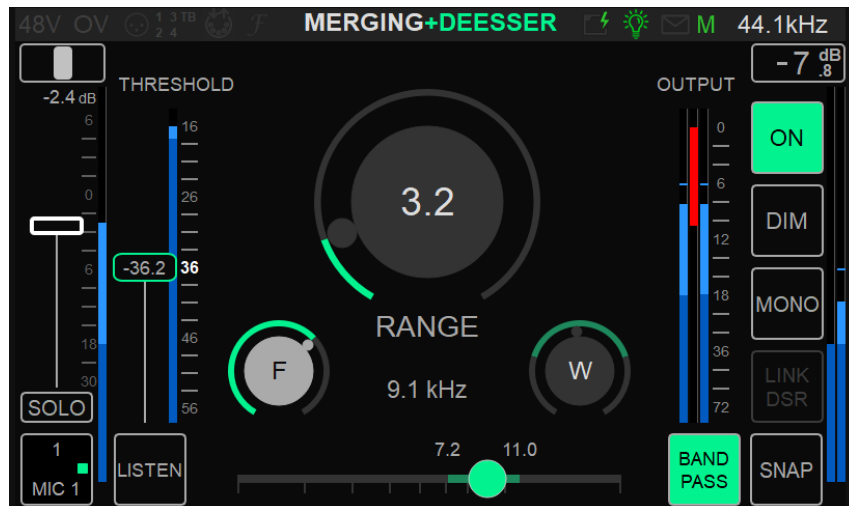 48V OV 1 3 TB 2 4 F MERGING+DEESSER M 44.1kHz
-2.4 dB
THRESHOLD
OUTPUT
-7 dB .8
6
0
6
18
30
SOLO
1
MIC 1
16
26
36
46
56
-36.2
LISTEN
3.2
RANGE
F
9.1 kHz
W
7.2 11.0
0
6
12
18
36
72
BAND
PASS
ON
DIM
MONO
LINK
DSR
SNAP